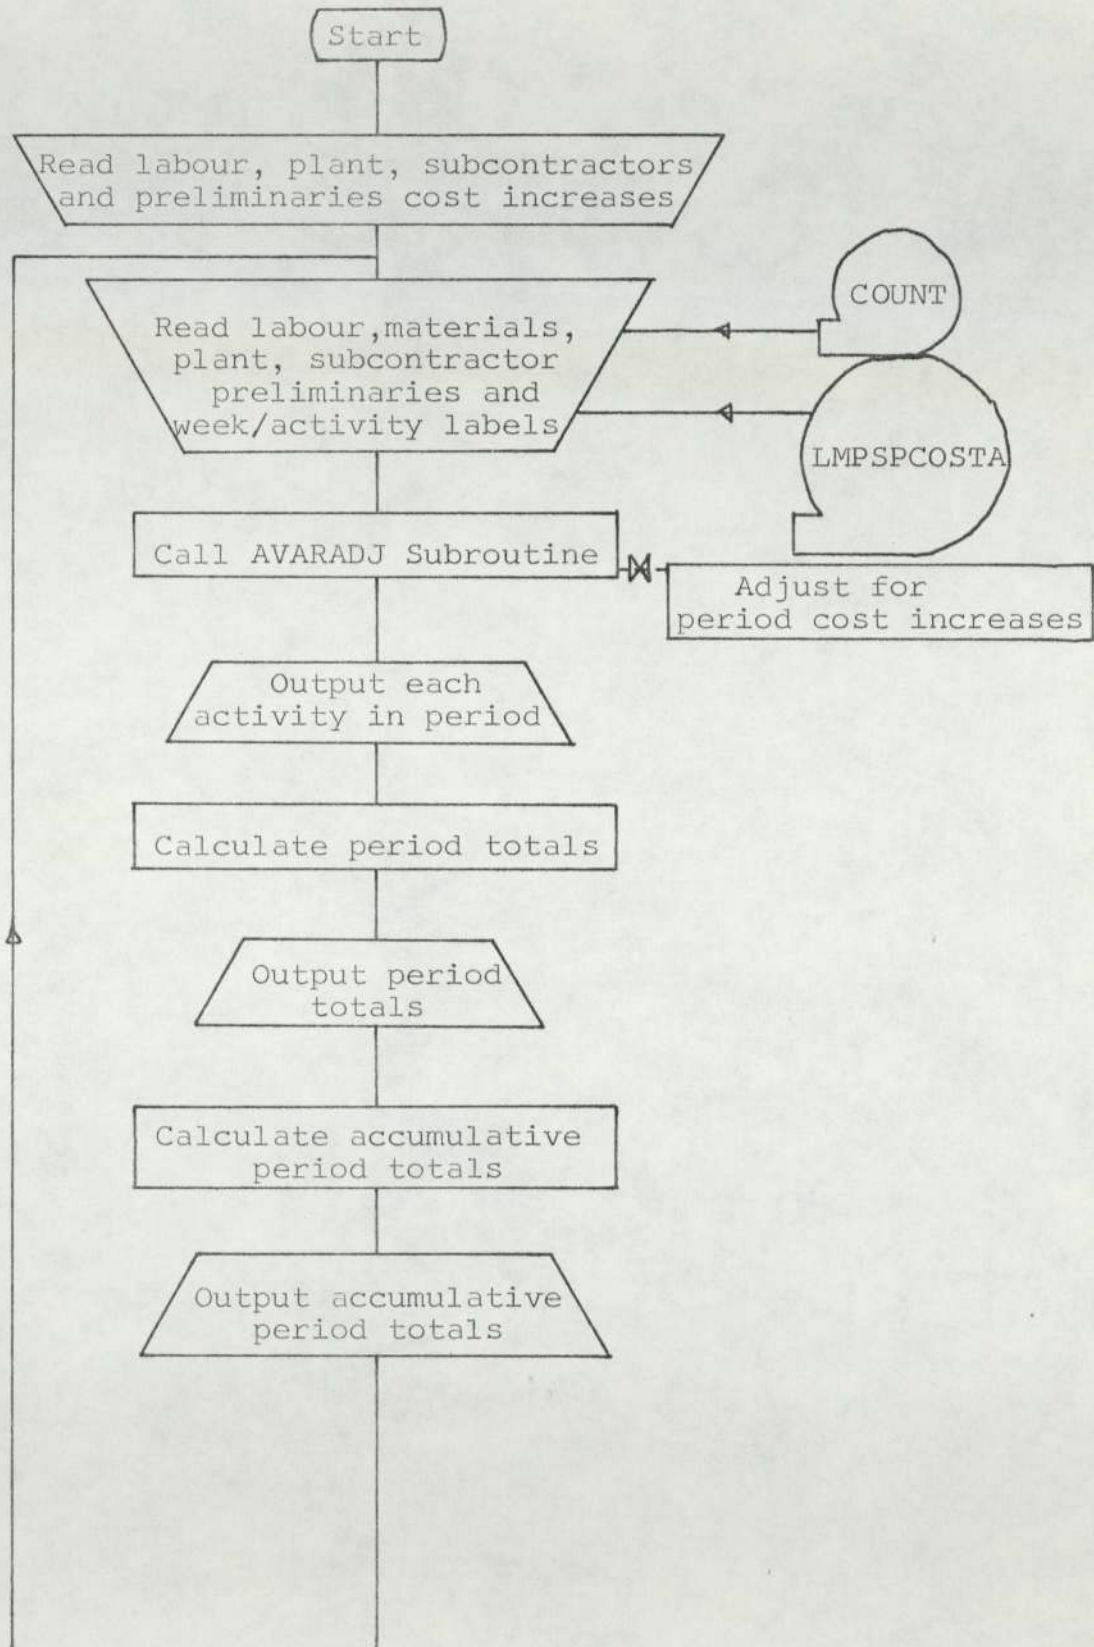 Start
Read labour, plant, subcontractors
and preliminaries cost increases
COUNT
Read labour,materials,
plant, subcontractor
preliminaries and
week/activity labels
LMPSPCOSTA
Call AVARADJ Subroutine
Adjust for
period cost increases
Output each
activity in period
Calculate period totals
Output period
totals
Calculate accumulative
period totals
Output accumulative
period totals